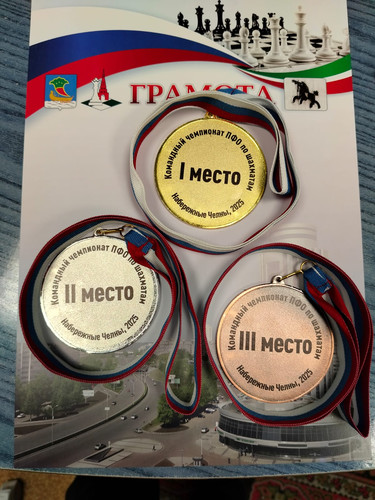 ГРАМОТА
Командный чемпионат ПФО по шахматам
I место
Набережные Челны, 2025
Командный чемпионат ПФО по шахматам
II место
Набережные Челны, 2025
Командный чемпионат ПФО по шахматам
III место
Набережные Челны, 2025